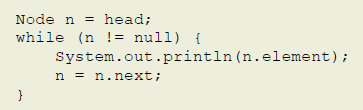 Node n = head;
while (n != null) {
    System.out.println(n.element);
    n = n.next;
}